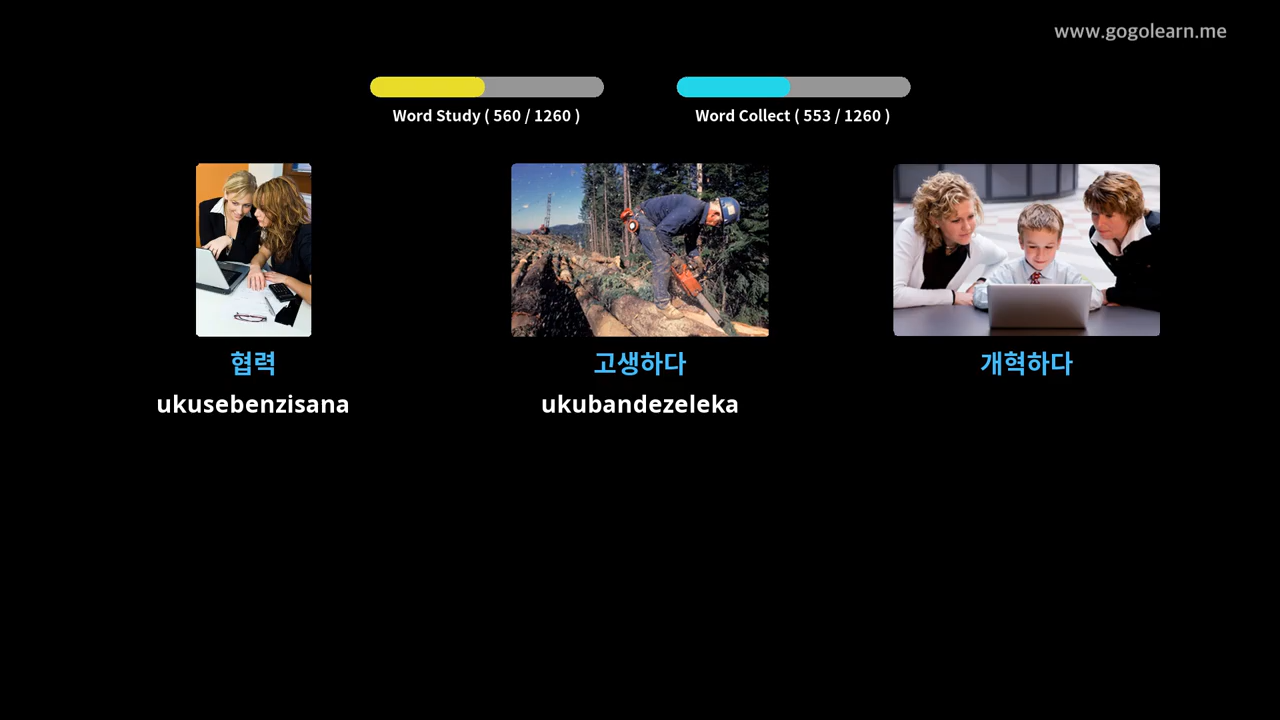 www.gogolearn.me
Word Study ( 560 / 1260 )
Word Collect ( 553 / 1260 )
협력
고생하다
개혁하다
ukusebenzisana
ukubandezeleka